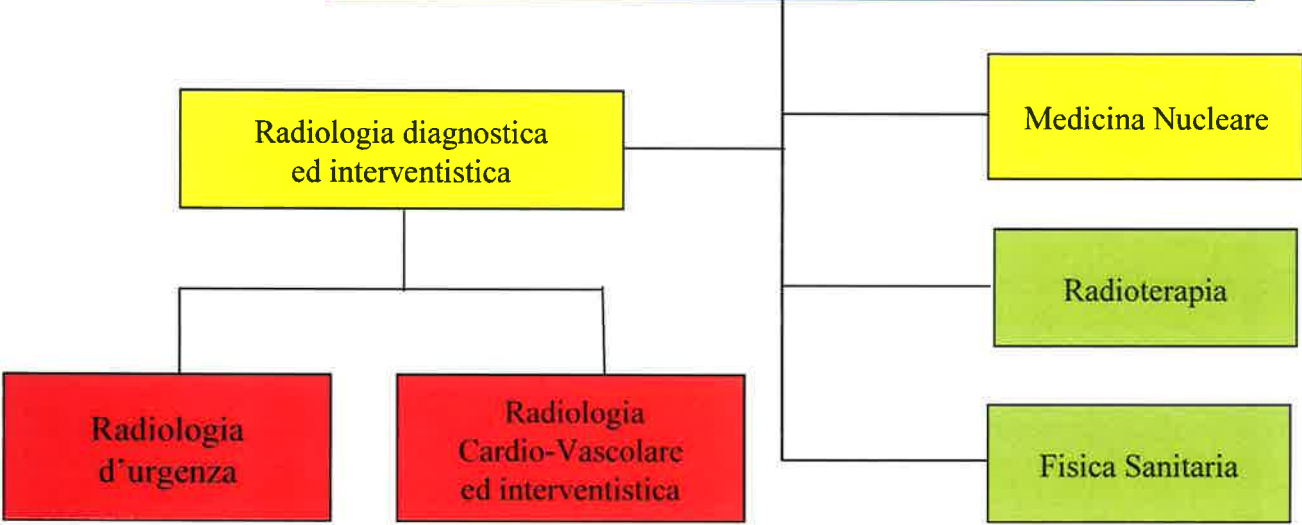 Radiologia diagnostica
ed interventistica
Medicina Nucleare
Radioterapia
Radiologia
d'urgenza
Radiologia
Cardio-Vascolare
ed interventistica
Fisica Sanitaria